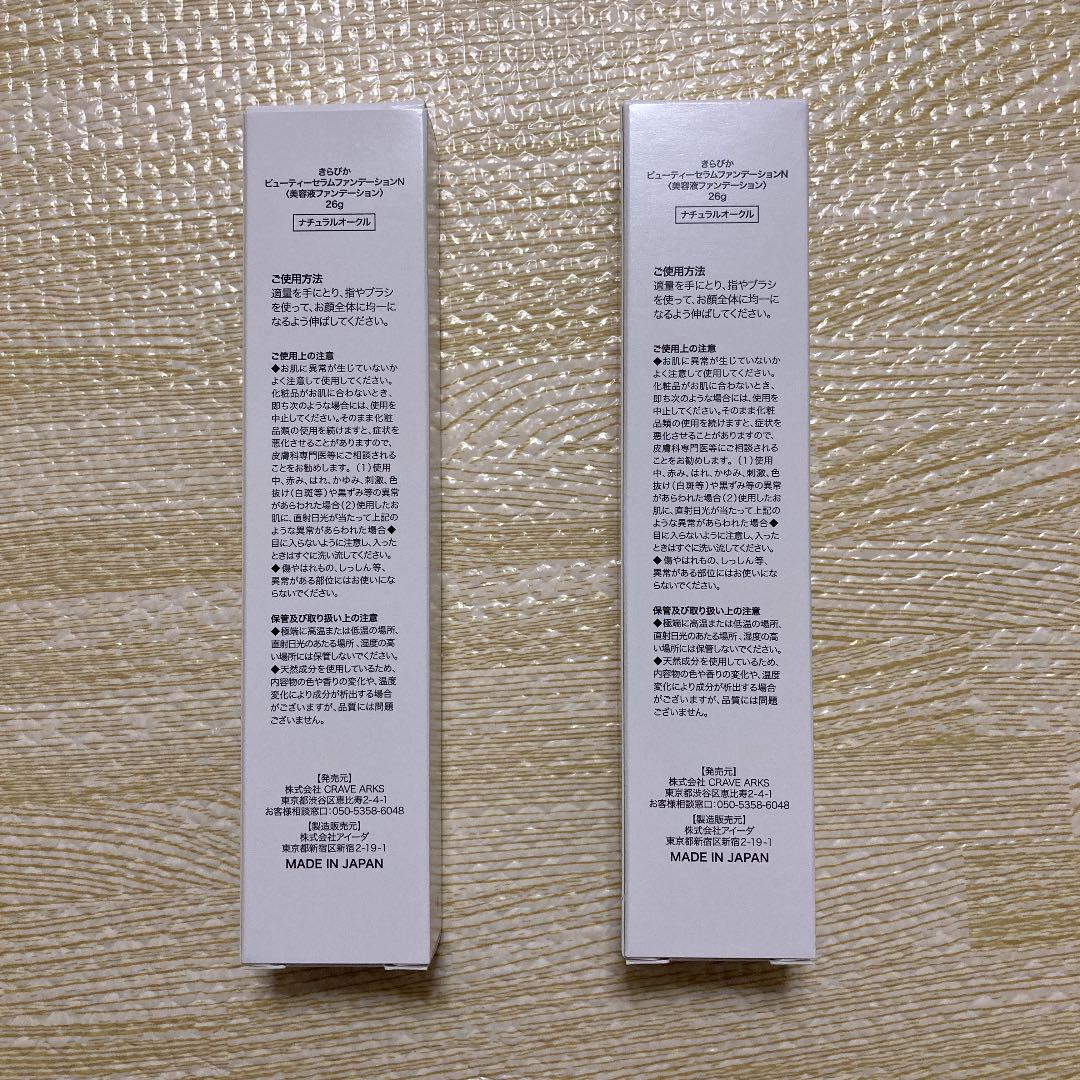 きらぴか
ビューティーセラムファンデーションN
〈美容液ファンデーション〉
26g
ナチュラルオークル
ご使用方法
適量を手にとり、指やブラシ
を使って、お顔全体に均一に
なるよう伸ばしてください。
ご使用上の注意
◆お肌に異常が生じていないか
よく注意して使用してください。
化粧品がお肌に合わないとき、
即ち次のような場合には、使用を
中止してください。そのまま化粧
品類の使用を続けますと、症状を
悪化させることがありますので、
皮膚科専門医等にご相談される
ことをお勧めします。(1)使用
中、赤み、はれ、かゆみ、刺激、色
抜け(白斑等)や黒ずみ等の異常
があらわれた場合(2)使用したお
肌に、直射日光が当たって上記の
ような異常があらわれた場合◆
目に入らないように注意し、入った
ときはすぐに洗い流してください。
◆傷やはれもの、しっしん等、
異常がある部位にはお使いにな
らないでください。
保管及び取り扱い上の注意
◆極端に高温または低温の場所、
直射日光のあたる場所、湿度の高
い場所には保管しないでください。
◆天然成分を使用しているため、
内容物の色や香りの変化や、温度
変化により成分が析出する場合
がございますが、品質には問題
ございません。
【発売元】
株式会社 CRAVE ARKS
東京都渋谷区恵比寿2-4-1
お客様相談窓口:050-5358-6048
【製造販売元】
株式会社アイーダ
東京都新宿区新宿2-19-1
MADE IN JAPAN
きらぴか
ビューティーセラムファンデーションN
〈美容液ファンデーション〉
26g
ナチュラルオークル
ご使用方法
適量を手にとり、指やブラシ
を使って、お顔全体に均一に
なるよう伸ばしてください。
ご使用上の注意
◆お肌に異常が生じていないか
よく注意して使用してください。
化粧品がお肌に合わないとき、
即ち次のような場合には、使用を
中止してください。そのまま化粧
品類の使用を続けますと、症状を
悪化させることがありますので、
皮膚科専門医等にご相談される
ことをお勧めします。(1)使用
中、赤み、はれ、かゆみ、刺激、色
抜け(白斑等)や黒ずみ等の異常
があらわれた場合(2)使用したお
肌に、直射日光が当たって上記の
ような異常があらわれた場合◆
目に入らないように注意し、入った
ときはすぐに洗い流してください。
◆傷やはれもの、しっしん等、
異常がある部位にはお使いにな
らないでください。
保管及び取り扱い上の注意
◆極端に高温または低温の場所、
直射日光のあたる場所、湿度の高
い場所には保管しないでください。
◆天然成分を使用しているため、
内容物の色や香りの変化や、温度
変化により成分が析出する場合
がございますが、品質には問題
ございません。
【発売元】
株式会社 CRAVE ARKS
東京都渋谷区恵比寿2-4-1
お客様相談窓口:050-5358-6048
【製造販売元】
株式会社アイーダ
東京都新宿区新宿2-19-1
MADE IN JAPAN